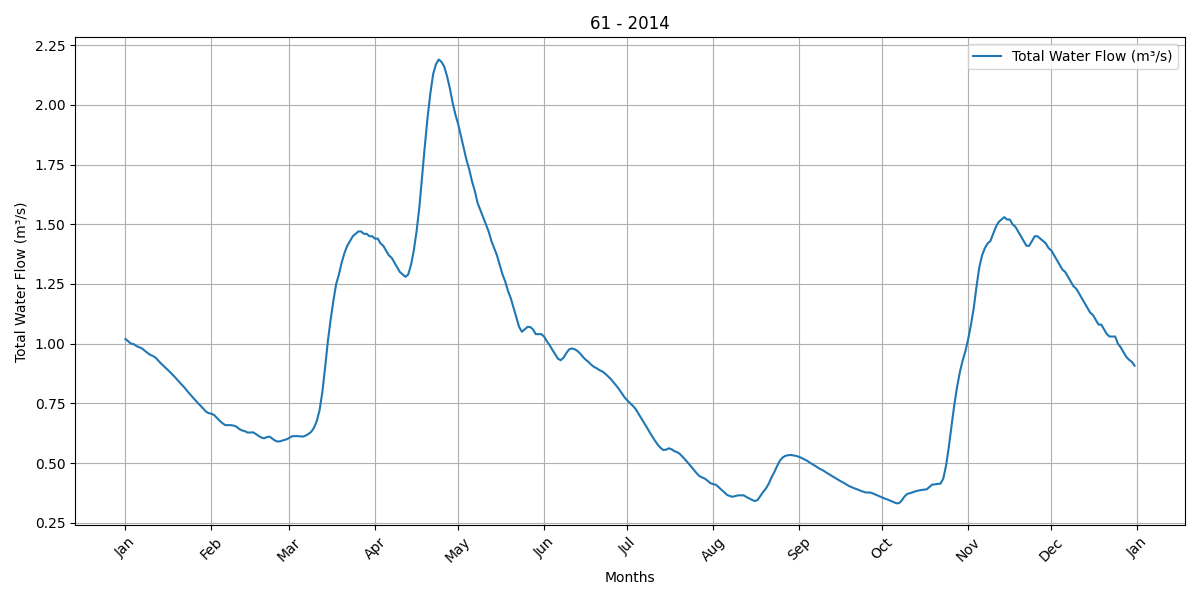 61 - 2014
Total Water Flow (m³/s)
2.25
2.00
1.75
1.50
1.25
1.00
0.75
0.50
0.25
Total Water Flow (m³/s)
Jan
Feb
Mar
Apr
May
Jun
Jul
Aug
Sep
Oct
Nov
Dec
Jan
Months